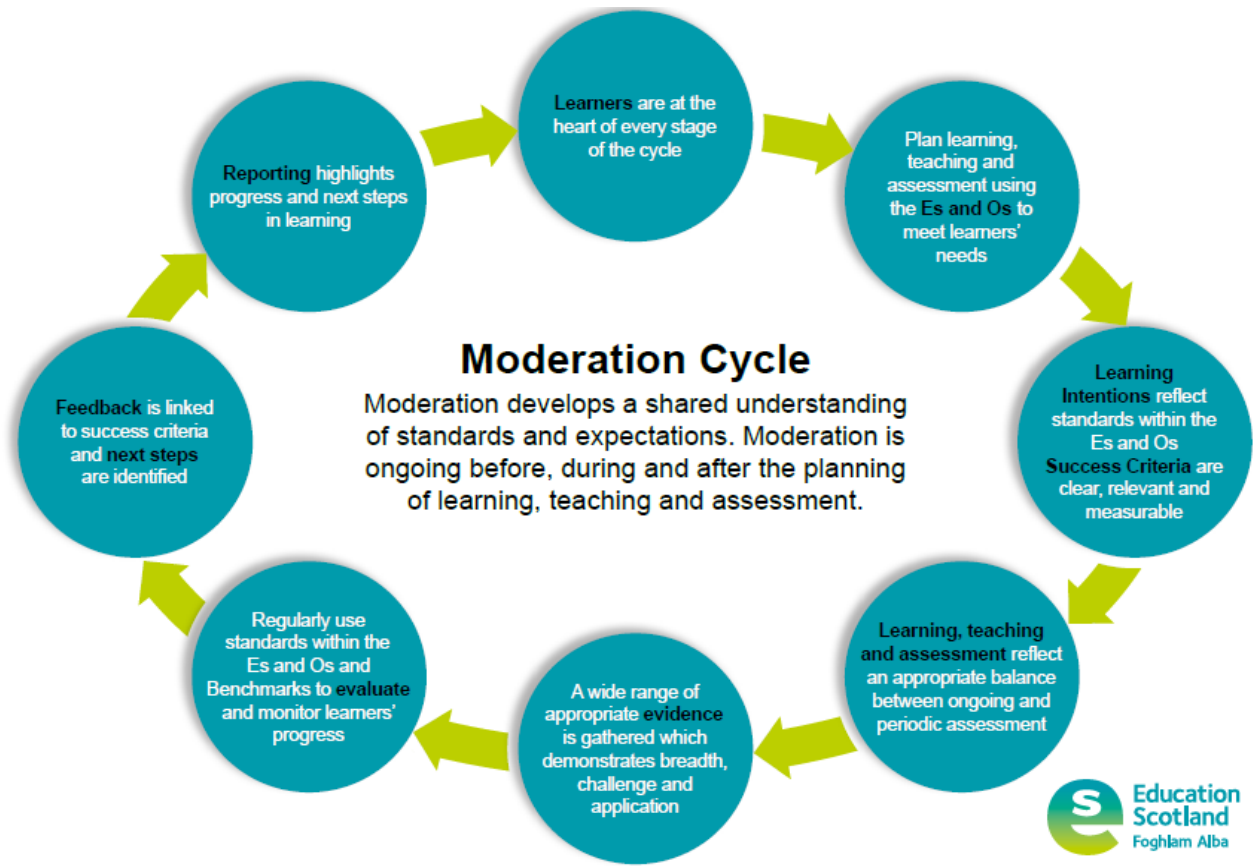 Learners are at the
heart of every stage
of the cycle
Plan learning,
teaching and
assessment using
the Es and Os to
meet learners'
needs
Learning
Intentions reflect
standards within the
Es and Os
Success Criteria are
clear, relevant and
measurable
Learning, teaching
and assessment reflect
an appropriate balance
between ongoing and
periodic assessment
A wide range of
appropriate evidence
is gathered which
demonstrates breadth,
challenge and
application
Regularly use
standards within the
Es and Os and
Benchmarks to evaluate
and monitor learners'
progress
Feedback is linked
to success criteria
and next steps
are identified
Reporting highlights
progress and next steps
in learning
Moderation Cycle
Moderation develops a shared understanding
of standards and expectations. Moderation is
ongoing before, during and after the planning
of learning, teaching and assessment.
Education
Scotland
Foghlam Alba